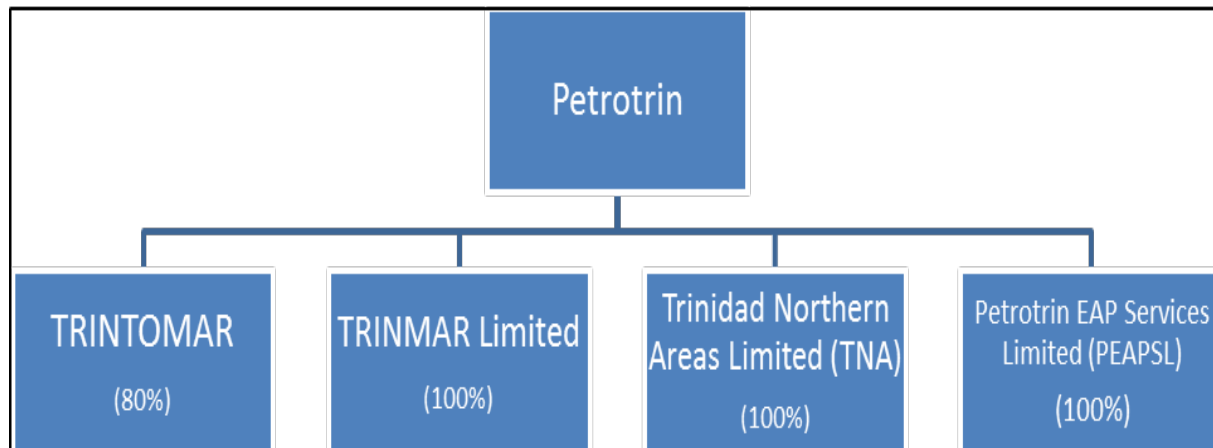 Petrotrin
TRINTOMAR
(80%)
TRINMAR Limited
(100%)
Trinidad Northern
Areas Limited (TNA)
(100%)
Petrotrin EAP Services
Limited (PEAPSL)
(100%)